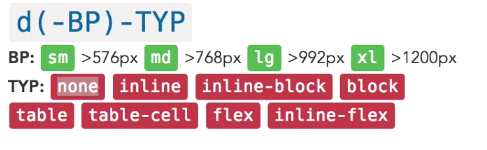 d(-BP)-TYP
BP: sm >576px md >768px lg >992px xl >1200px
TYP: none inline inline-block block
table table-cell flex inline-flex